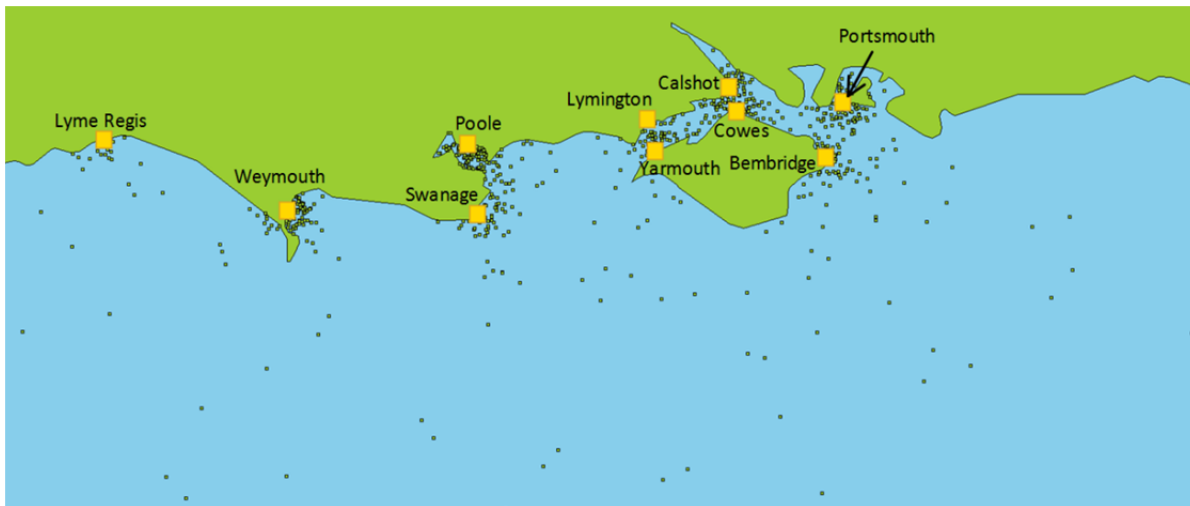 Portsmouth
Calshot
Lymington
Lyme Regis
Poole
Cowes
Yarmouth
Bembridge
Weymouth
Swanage